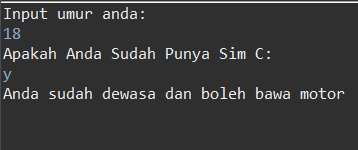 Input umur anda:
18
Apakah Anda Sudah Punya Sim C:
y
Anda sudah dewasa dan boleh bawa motor